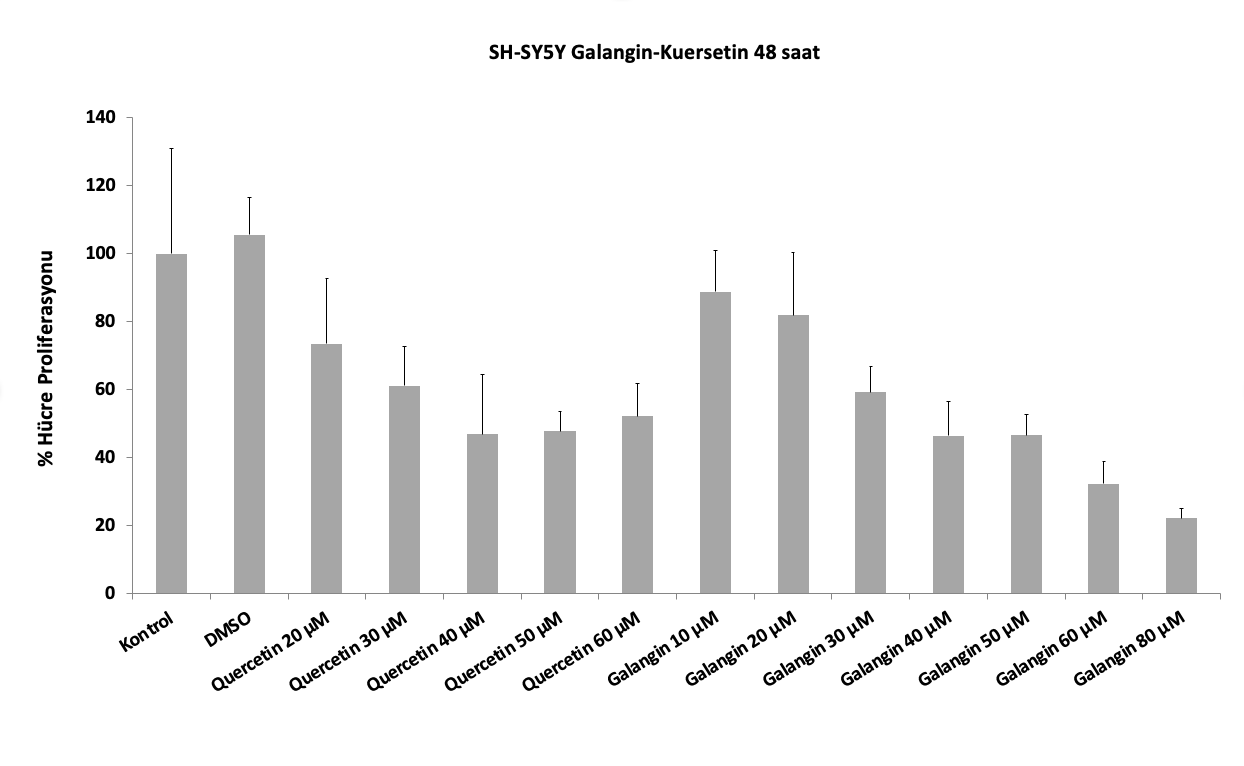 SH-SY5Y Galangin-Kuersetin 48 saat
% Hücre Proliferasyonu
140
120
100
80
60
40
20
0
Kontrol
DMSO
Quercetin 20 µM
Quercetin 30 µM
Quercetin 40 µM
Quercetin 50 µM
Quercetin 60 µM
Galangin 10 µM
Galangin 20 µM
Galangin 30 µM
Galangin 40 µM
Galangin 50 µM
Galangin 60 µM
Galangin 80 µM